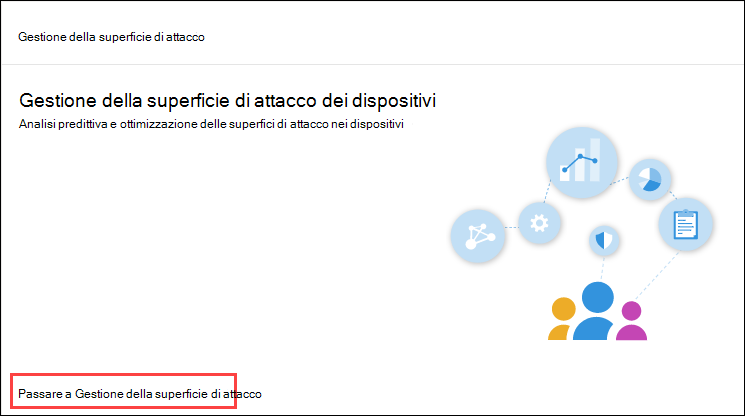 Gestione della superficie di attacco
Gestione della superficie di attacco dei dispositivi
Analisi predittiva e ottimizzazione delle superfici di attacco nei dispositivi
Passare a Gestione della superficie di attacco